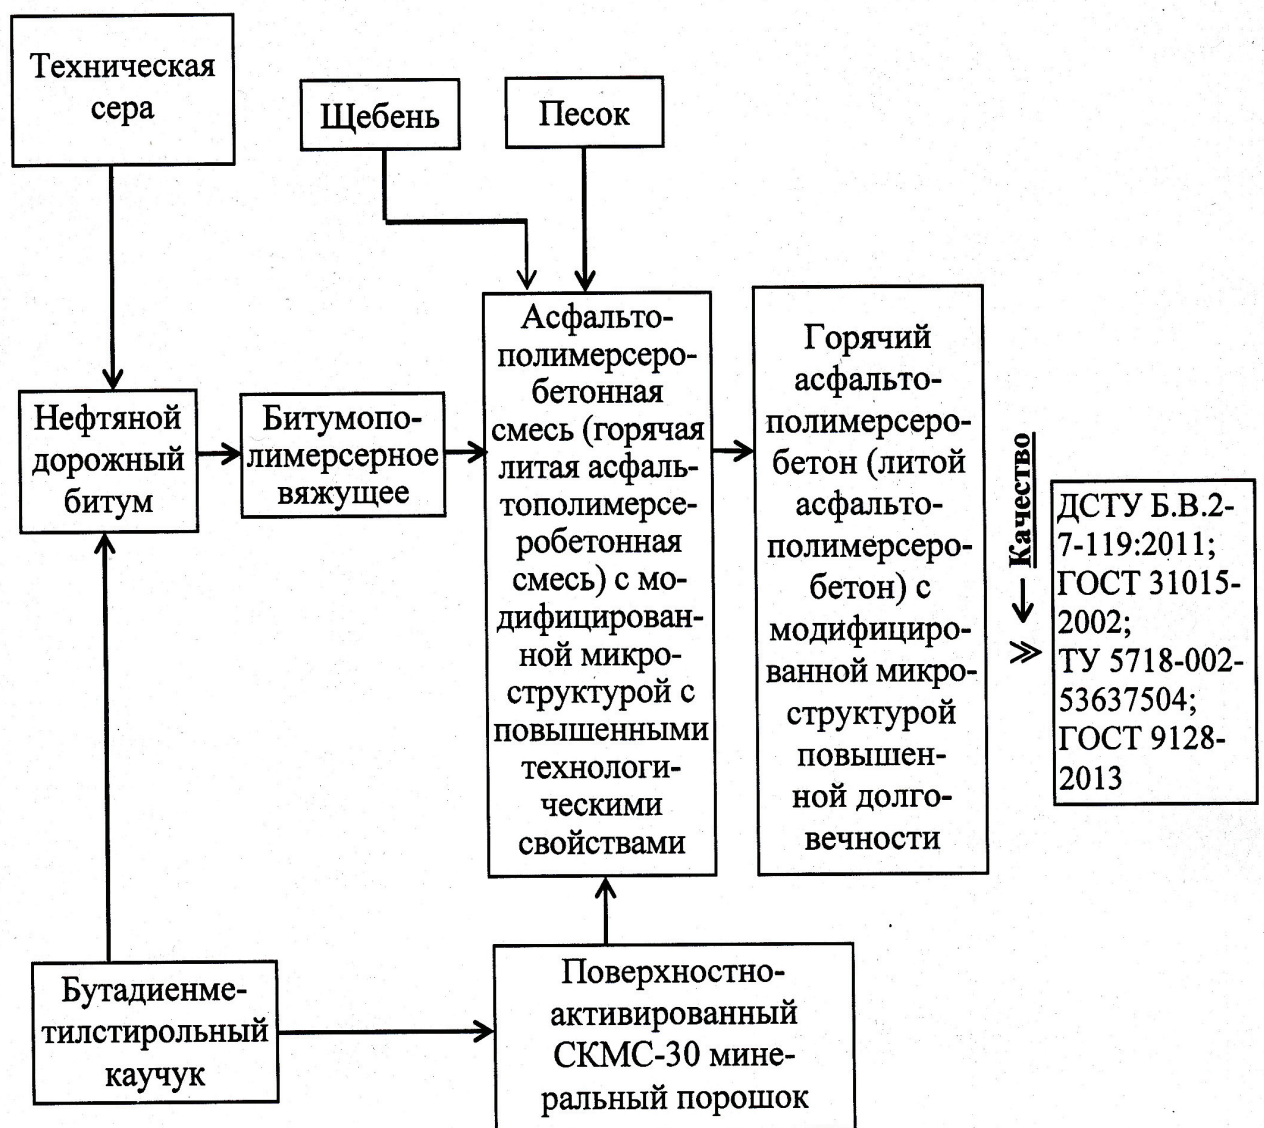 Техническая
сера
Щебень
Песок
Нефтяной
дорожный
битум
Битумопо-
лимерсерное
вяжущее
Асфальто-
полимерсеро-
бетонная
смесь (горячая
литая асфаль-
тополимерсе-
робетонная
смесь) с мо-
дифицирован-
ной микро-
структурой с
повышенными
технологи-
ческими
свойствами
Горячий
асфальто-
полимерсеро-
бетон (литой
асфальто-
полимерсеро-
бетон) с
модифициро-
ванной микро-
структурой
повышен-
ной долго-
вечности
Качество
ДСТУ Б.В.2-
7-119:2011;
ГОСТ 31015-
2002;
ТУ 5718-002-
53637504;
ГОСТ 9128-
2013
Бутадиенме-
тилстирольный
каучук
Поверхностно-
активированный
СКМС-30 мине-
ральный порошок